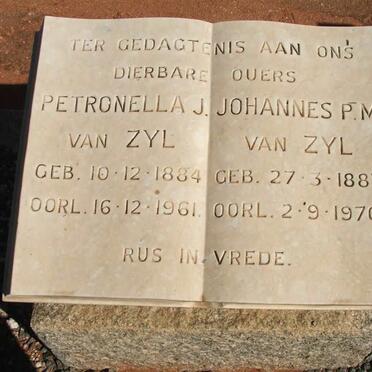 TER GEDAGTENIS AAN ONS
DIERBARE OUERS
PETRONELLA J. JOHANNES P.M
VAN ZYL VAN ZYL
GEB. 10·12·1884 GEB. 27·3·188
OORL. 16·12·1961. OORL. 2·9·1970
RUS IN VREDE.